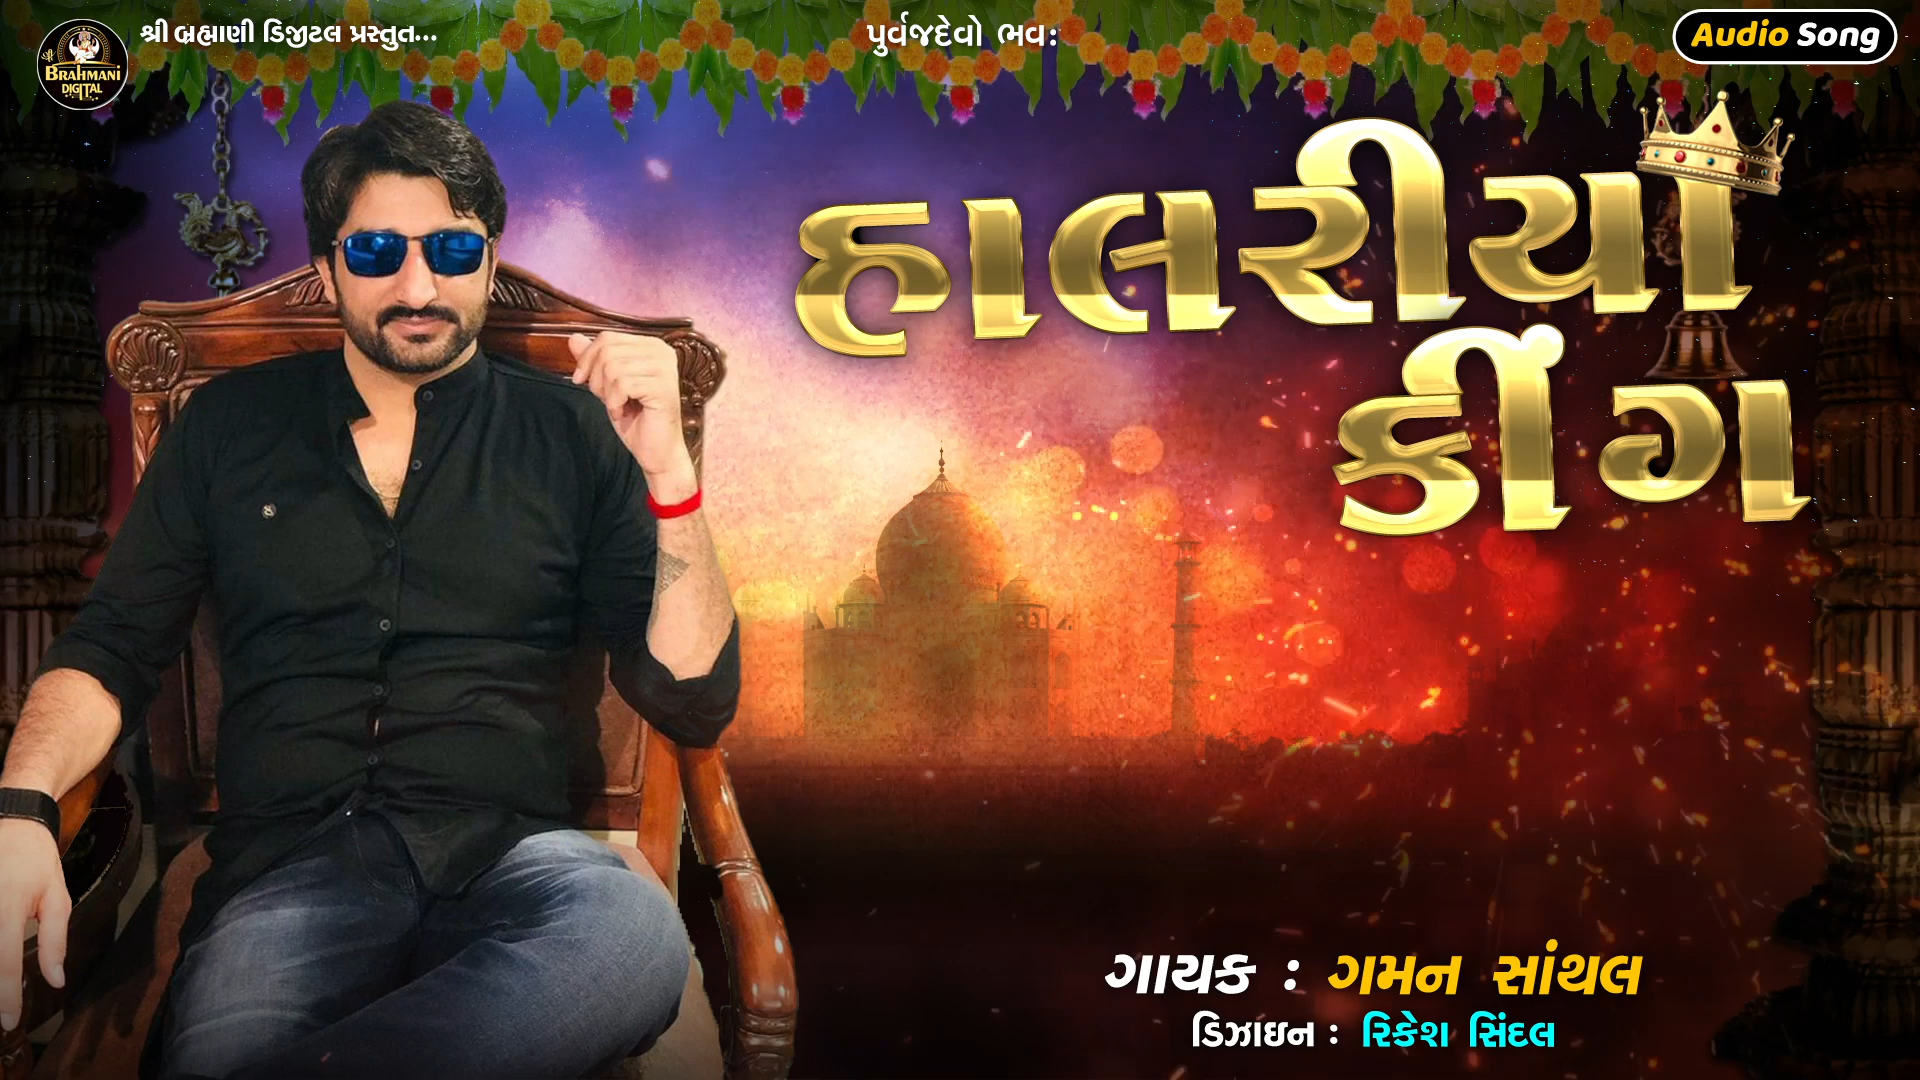 શ્રી
BRAHMANI
DIGITAL
શ્રી બ્રહ્માણી ડિજીટલ પ્રસ્તુત...
પુર્વજદેવો ભવઃ
Audio Song
હાલરીયા
કીંગ
ગાયક : ગમન સાંથલ
ડિઝાઇન : રિકેશ સિંદલ